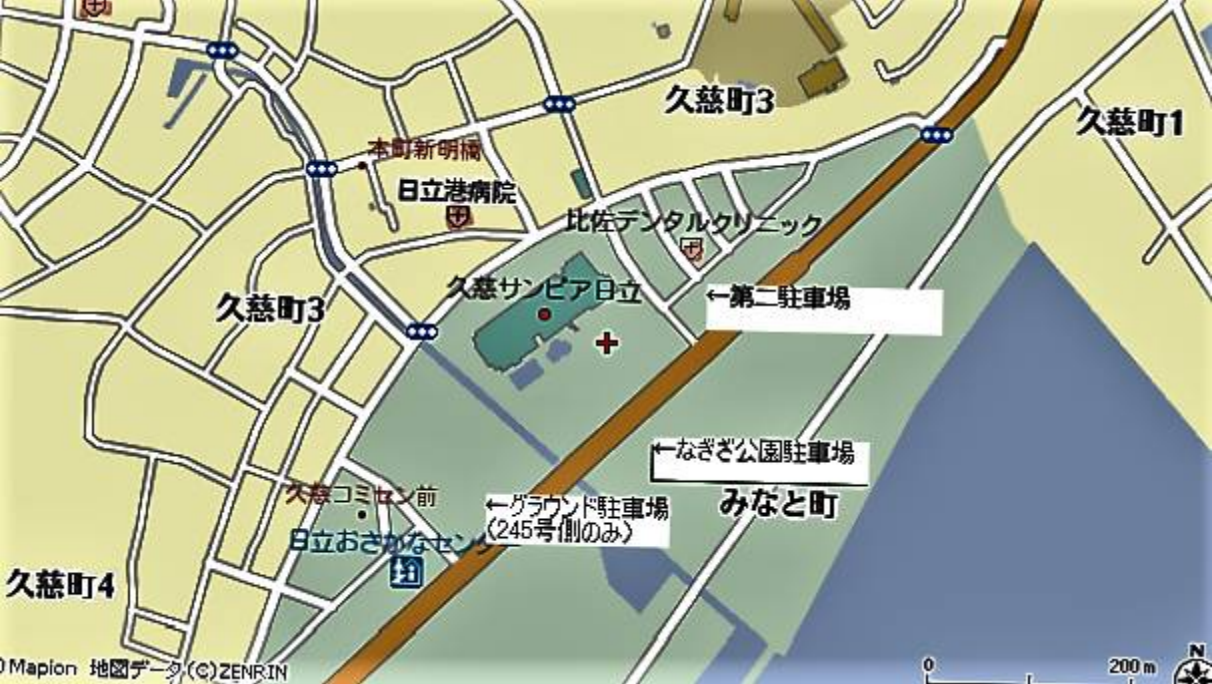 久慈町3
久慈町1
本町新明橋
日立港病院
比佐デンタルクリニック
久慈サンピア日立
久慈町3
←第二駐車場
←なぎさ公園駐車場
みなと町
久慈コミセン前
←グラウンド駐車場
(245号側のみ)
日立おさかなセンター
久慈町4
0
200m
N
) Mapion 地図データ(C)ZENRIN